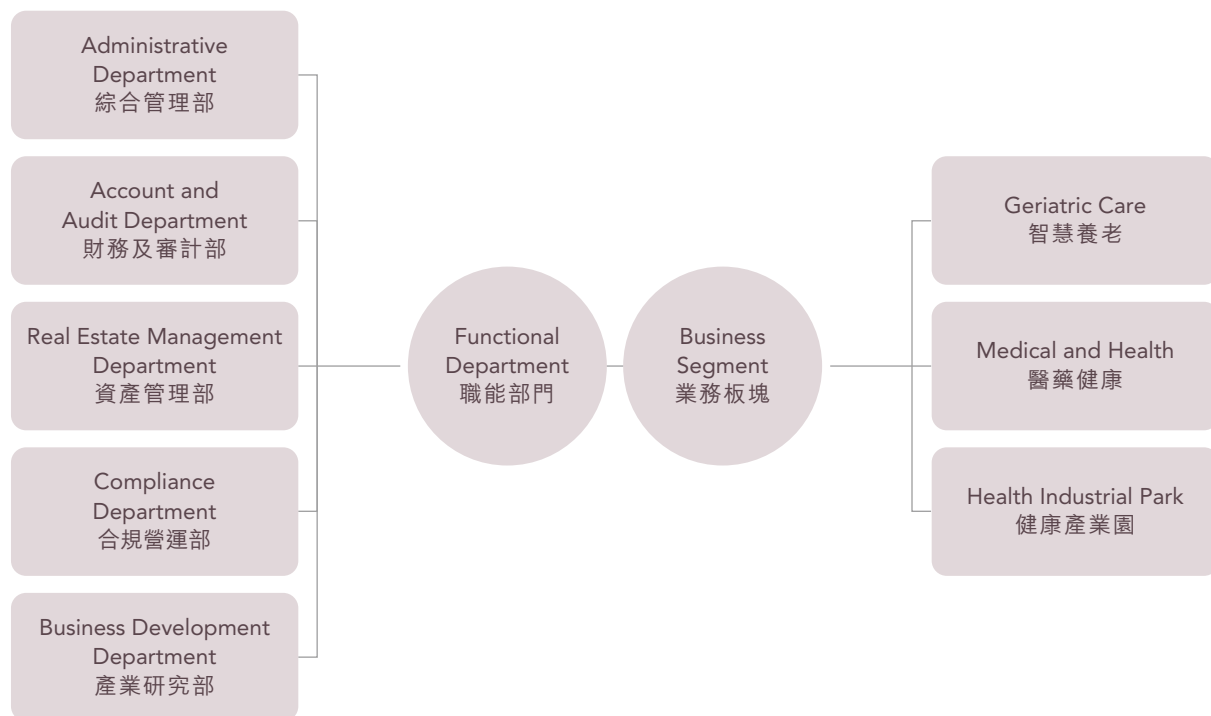 Administrative
Department
綜合管理部
Account and
Audit Department
財務及審計部
Real Estate Management
Department
資產管理部
Compliance
Department
合規營運部
Business Development
Department
產業研究部
Functional
Department
職能部門
Business
Segment
業務板塊
Geriatric Care
智慧養老
Medical and Health
醫藥健康
Health Industrial Park
健康產業園